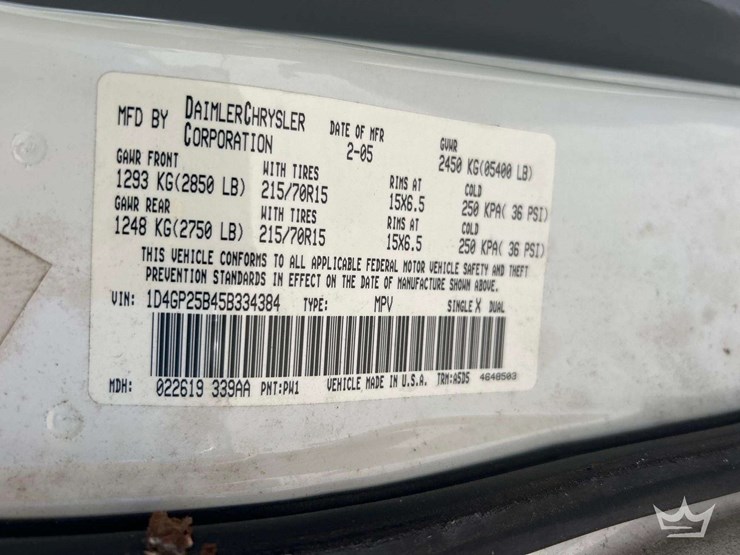 MFD BY DAIMLERCHRYSLER CORPORATION DATE OF MFR 2-05 GVWR 2450 KG(05400 LB)
GAWR FRONT WITH TIRES RIMS AT COLD
1293 KG(2850 LB) 215/70R15 15X6.5 250 KPA( 36 PSI)
GAWR REAR WITH TIRES RIMS AT COLD
1248 KG(2750 LB) 215/70R15 15X6.5 250 KPA( 36 PSI)
THIS VEHICLE CONFORMS TO ALL APPLICABLE FEDERAL MOTOR VEHICLE SAFETY AND THEFT
PREVENTION STANDARDS IN EFFECT ON THE DATE OF MANUFACTURE SHOWN ABOVE.
VIN: 1D4GP25B45B334384 TYPE: MPV SINGLE X DUAL
MDH: 022619 339AA PNT:PW1 VEHICLE MADE IN U.S.A. TRM:A5D5 4648503